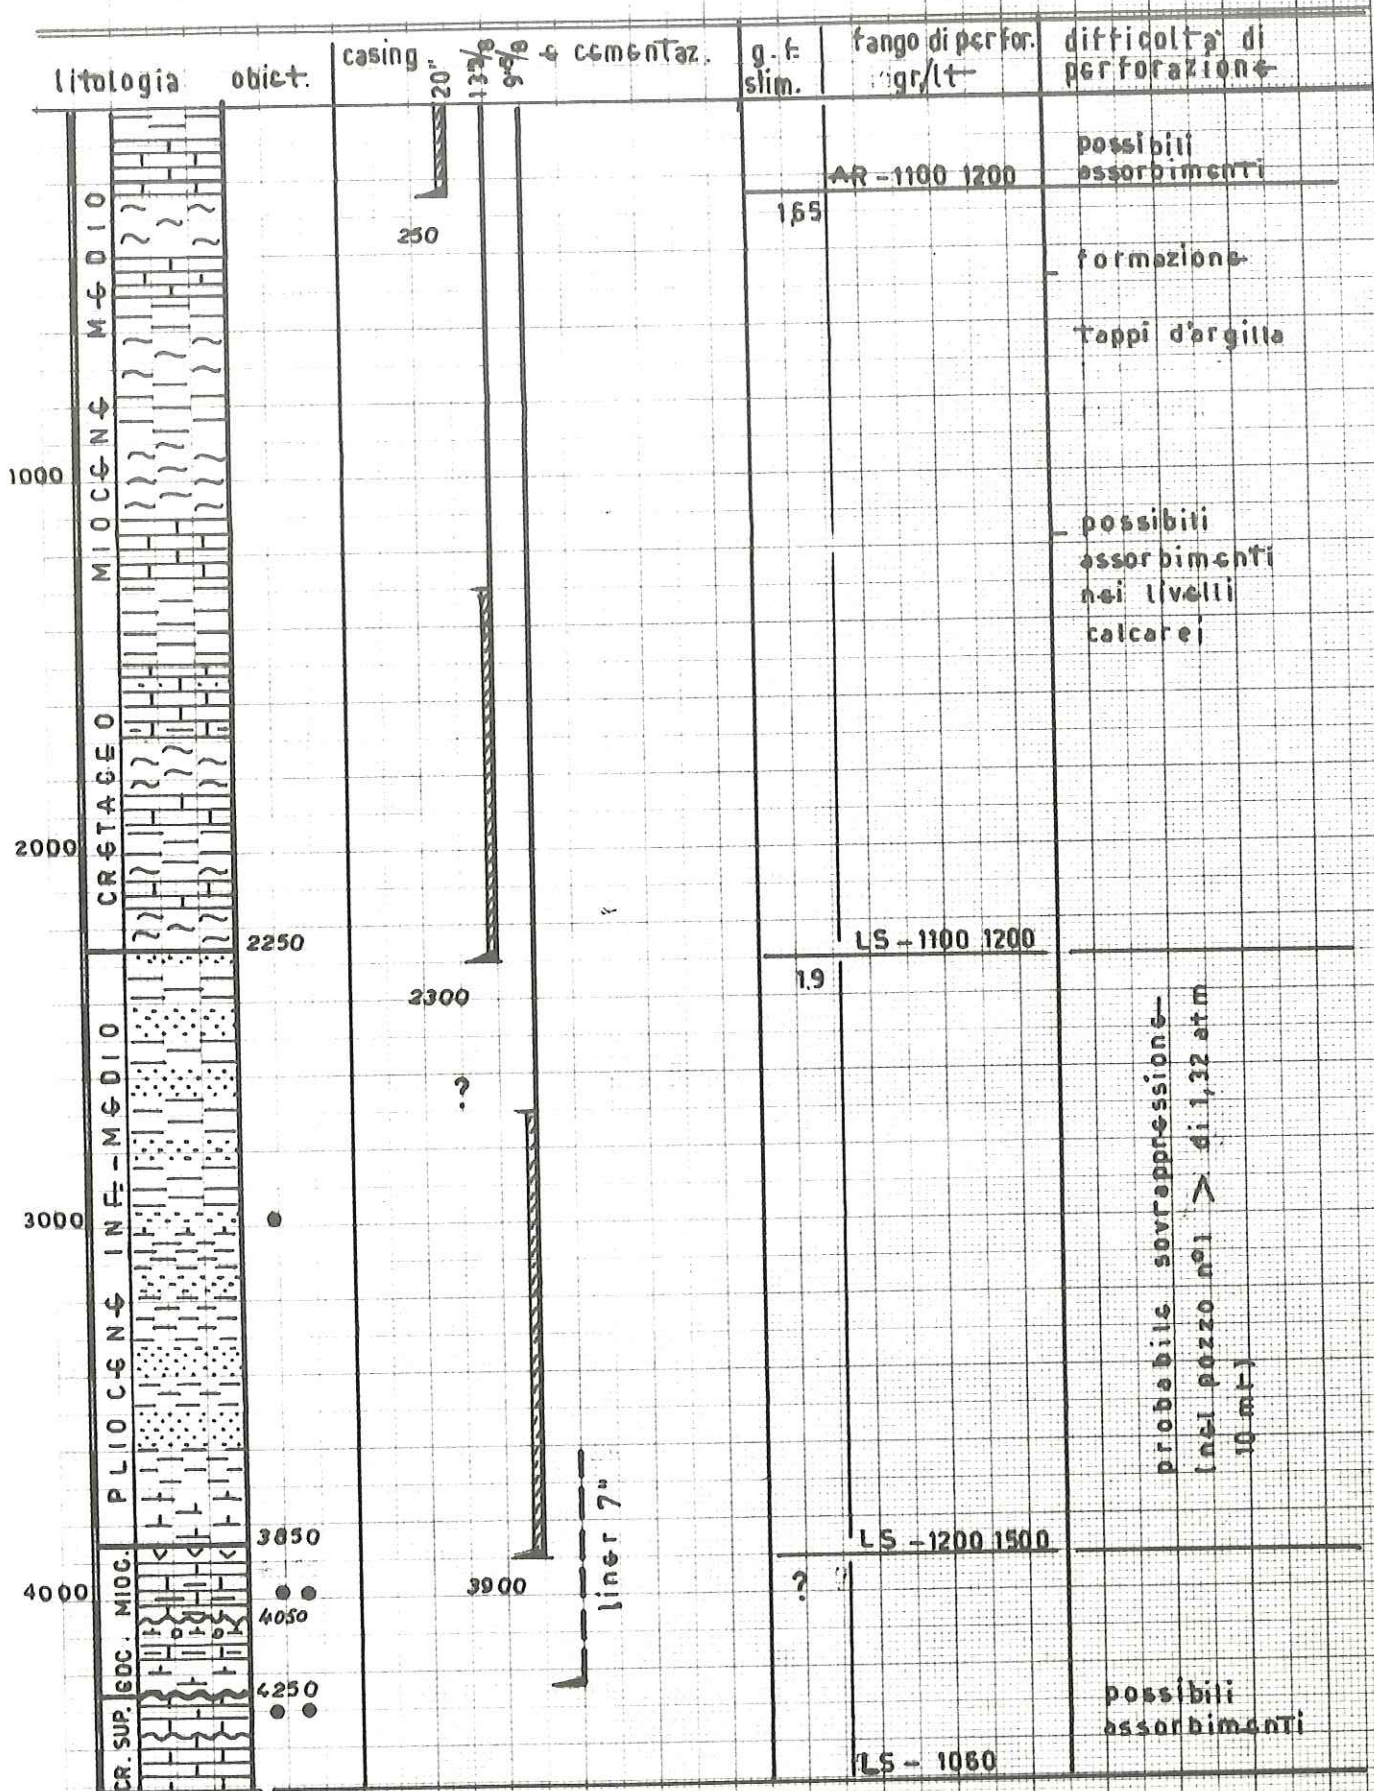 litologia
obiet.
casing
20"
13 3/8
9 5/8
e cementaz.
g. f.
slim.
fango di perfor.
gr/lt
difficoltà di
perforazione
MIOCENE MEDIO
CRETACEO
PLIOCENE INF-MEDIO
MIOC.
EOC.
CR. SUP.
1000
2000
3000
4000
2250
3850
4050
4250
250
2300
?
3900
liner 7"
AR-1100 1200
1,65
LS-1100 1200
1.9
LS-1200 1500
?
LS-1060
possibili
assorbimenti
- formazione
tappi d'argilla
- possibili
assorbimenti
nei livelli
calcarei
probabile sovrappressione
(nel pozzo n°1 > di 1,32 atm
10 mt)
possibili
assorbimenti